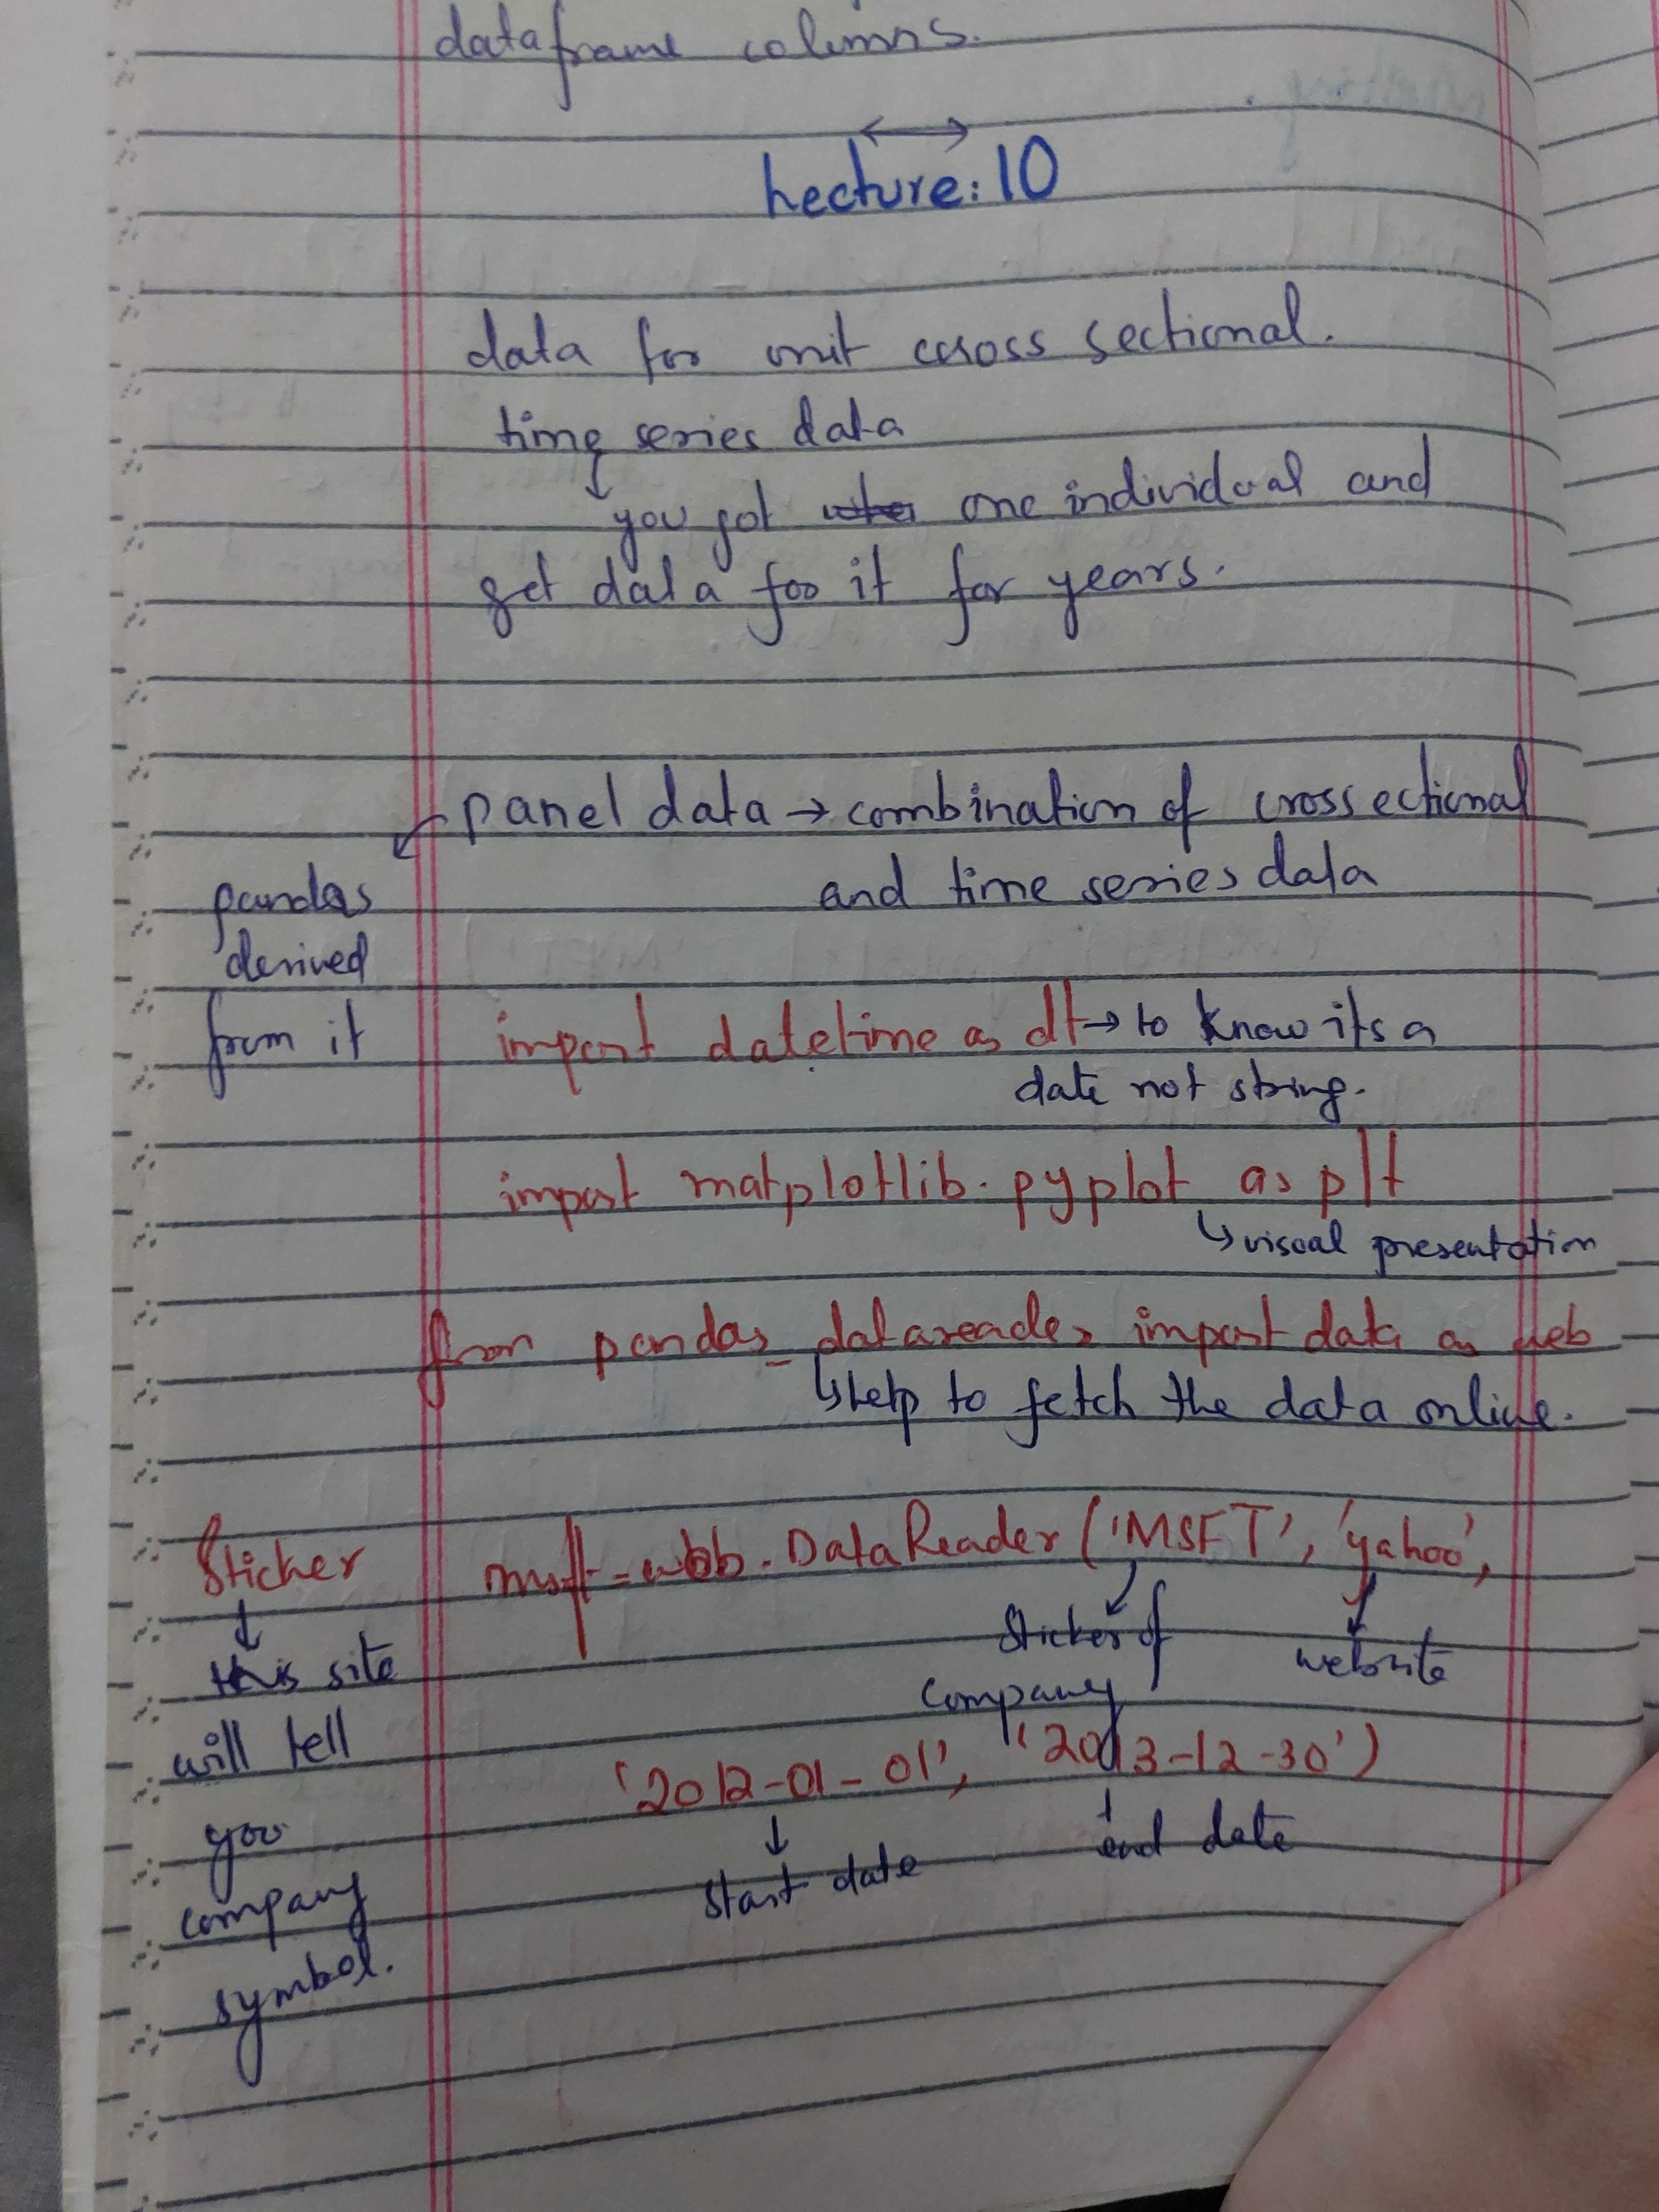 dataframe columns.
Lecture: 10
data for unit cross sectional.
time series data
you got one individual and
get data for it for years.
panel data → combination of crossectional
and time series data
pandas
derived
from it
import datetime as dt → to know its a
date not string.
import matplotlib.pyplot as plt
↳ visual presentation
from pandas_datareader import data as web
↳ help to fetch the data online.
Sticker
↓
this site
will tell
you
company
symbol.
msft = web.DataReader('MSFT', 'yahoo',
Sticker of
company
website
'2012-01-01', '2013-12-30')
↓
start date
end date